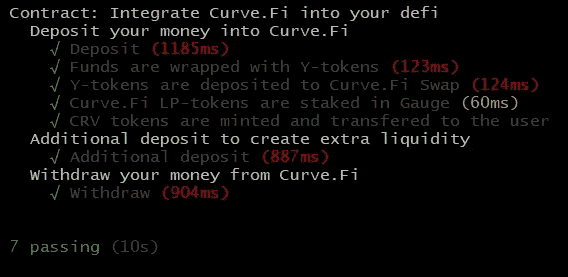 Contract: Integrate Curve.Fi into your defi
Deposit your money into Curve.Fi
√ Deposit (1185ms)
√ Funds are wrapped with Y-tokens (123ms)
√ Y-tokens are deposited to Curve.Fi Swap (124ms)
√ Curve.Fi LP-tokens are staked in Gauge (60ms)
√ CRV tokens are minted and transfered to the user
Additional deposit to create extra liquidity
√ Additional deposit (887ms)
Withdraw your money from Curve.Fi
√ Withdraw (904ms)
7 passing (10s)